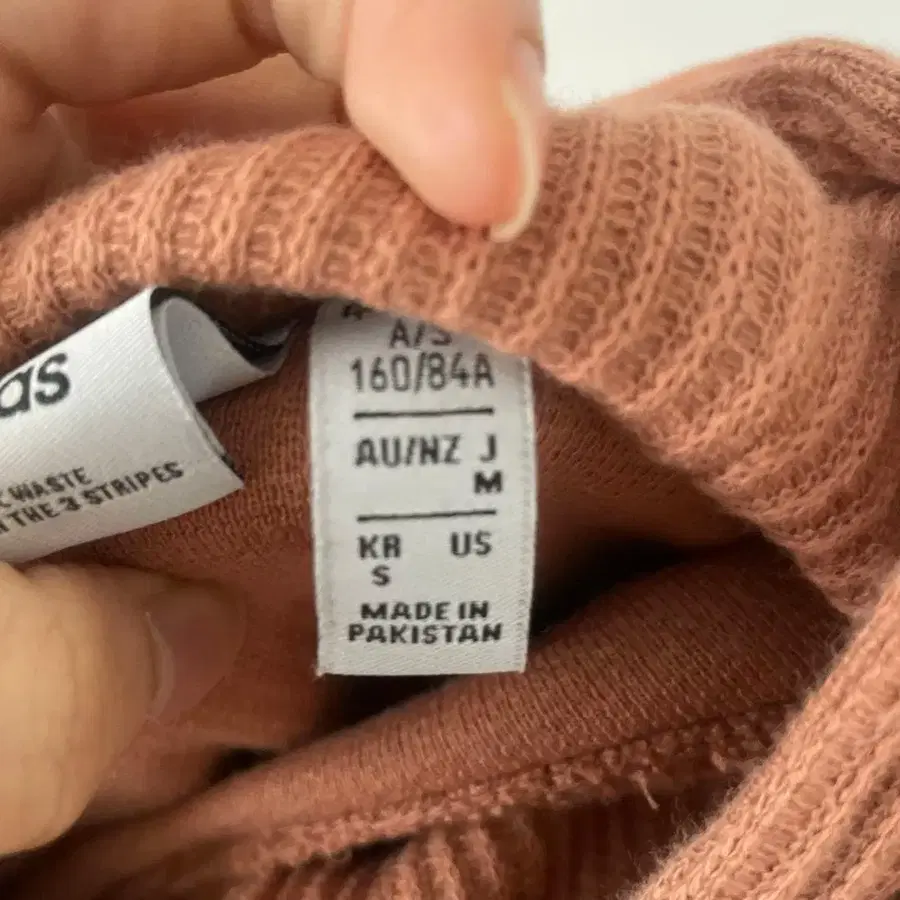 as
WASTE
THE 3 STRIPES
A/S
160/84A
AU/NZ J
M
KR US
S
MADE IN
PAKISTAN